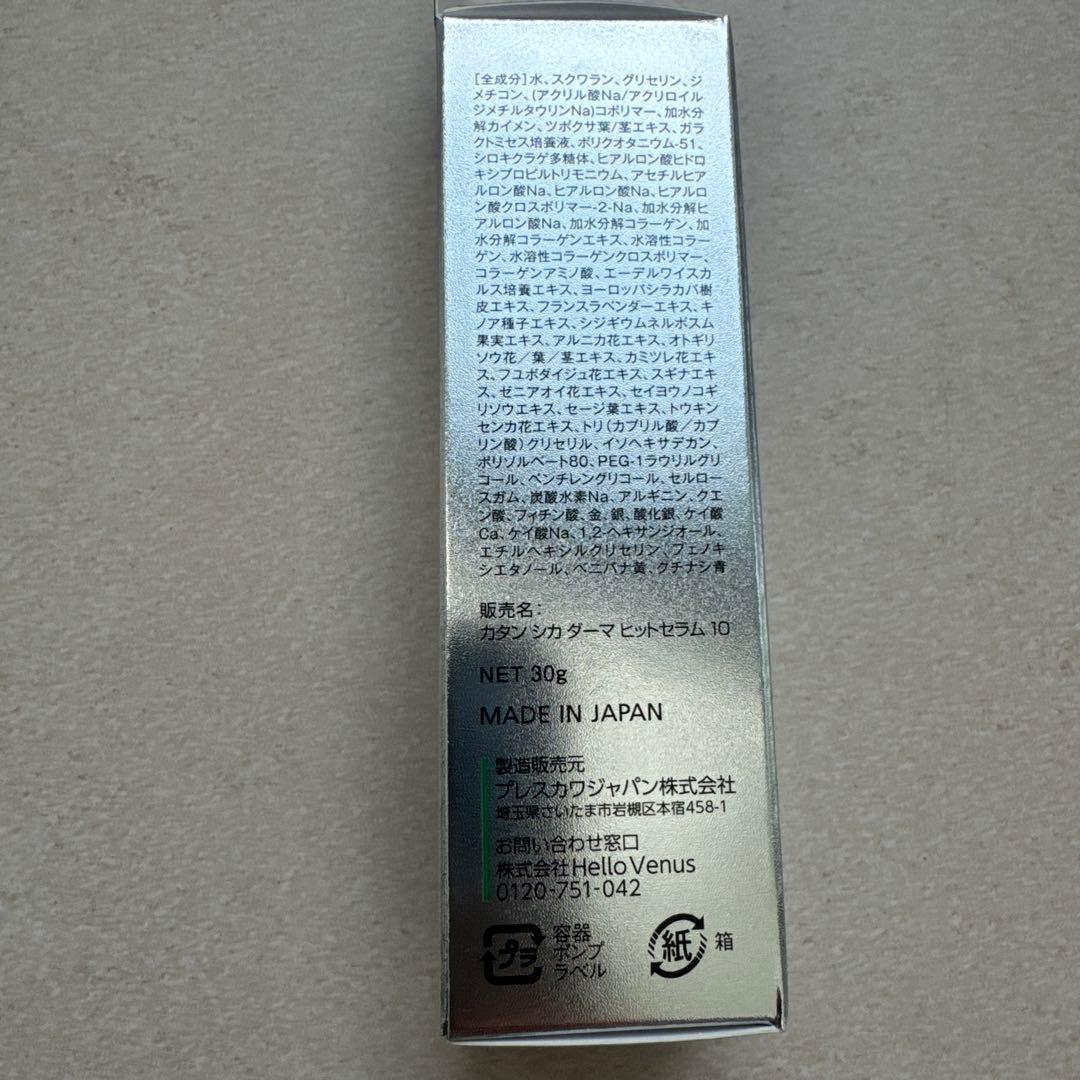 [全成分]水、スクワラン、グリセリン、ジ
メチコン、(アクリル酸Na/アクリロイル
ジメチルタウリンNa)コポリマー、加水分
解カイメン、ツボクサ葉/茎エキス、ガラ
クトミセス培養液、ポリクオタニウム-51、
シロキクラゲ多糖体、ヒアルロン酸ヒドロ
キシプロピルトリモニウム、アセチルヒア
ルロン酸Na、ヒアルロン酸Na、ヒアルロ
ン酸クロスポリマー-2-Na、加水分解ヒ
アルロン酸Na、加水分解コラーゲン、加
水分解コラーゲンエキス、水溶性コラー
ゲン、水溶性コラーゲンクロスポリマー、
コラーゲンアミノ酸、エーデルワイスカ
ルス培養エキス、ヨーロッパシラカバ樹
皮エキス、フランスラベンダーエキス、キ
ノア種子エキス、シジギウムネルボスム
果実エキス、アルニカ花エキス、オトギリ
ソウ花/葉/茎エキス、カミツレ花エキ
ス、フユボダイジュ花エキス、スギナエキ
ス、ゼニアオイ花エキス、セイヨウノコギ
リソウエキス、セージ葉エキス、トウキン
センカ花エキス、トリ(カプリル酸/カプ
リン酸)グリセリル、イソヘキサデカン、
ポリソルベート80、PEG-1ラウリルグリ
コール、ペンチレングリコール、セルロー
スガム、炭酸水素Na、アルギニン、クエ
ン酸、フィチン酸、金、銀、酸化銀、ケイ酸
Ca、ケイ酸Na、1,2-ヘキサンジオール、
エチルヘキシルグリセリン、フェノキ
シエタノール、ベニバナ黄、クチナシ青
販売名:
カタン シカ ダーマ ヒットセラム 10
NET 30g
MADE IN JAPAN
製造販売元
プレスカワジャパン株式会社
埼玉県さいたま市岩槻区本宿458-1
お問い合わせ窓口
株式会社Hello Venus
0120-751-042
プラ
容器
ポンプ
ラベル
紙
箱